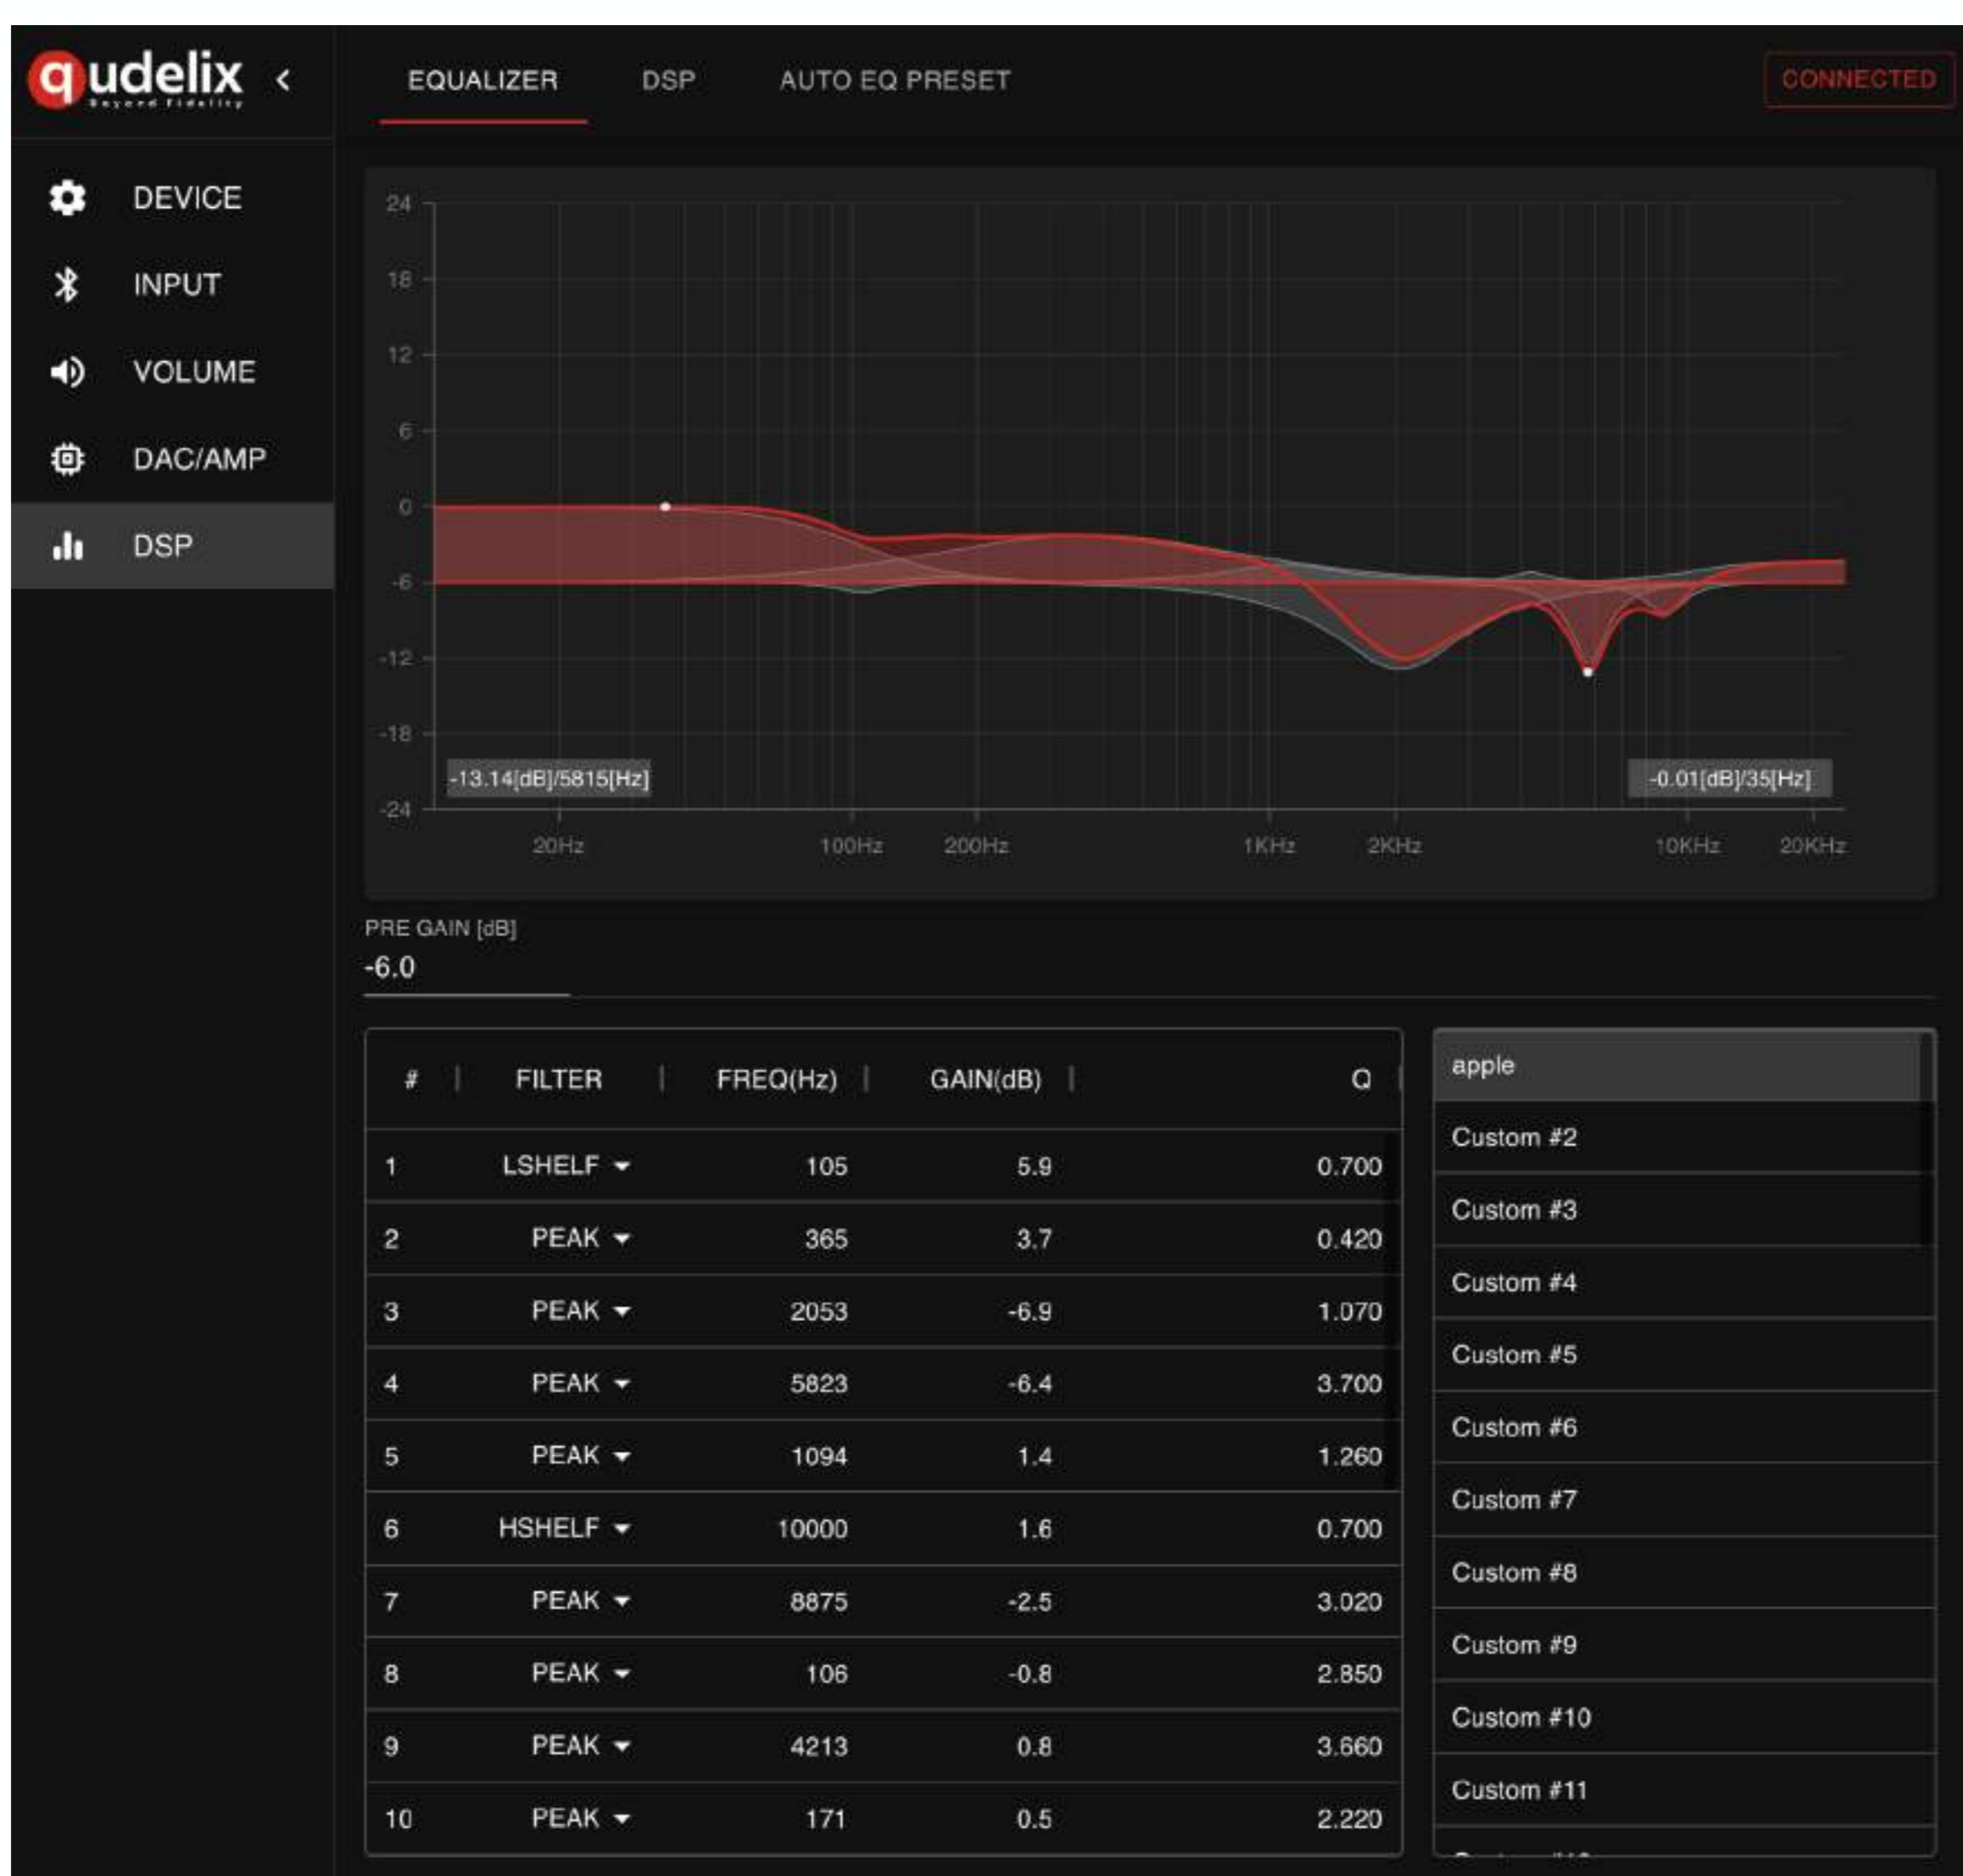 qudelix
Beyond Fidelity
EQUALIZER DSP AUTO EQ PRESET CONNECTED
DEVICE
INPUT
VOLUME
DAC/AMP
DSP
24
18
12
6
0
-6
-12
-18
-24
-13.14[dB]/5815[Hz] -0.01[dB]/35[Hz]
20Hz 100Hz 200Hz 1KHz 2KHz 10KHz 20KHz
PRE GAIN [dB]
-6.0
# FILTER FREQ(Hz) GAIN(dB) Q
1 LSHELF 105 5.9 0.700
2 PEAK 365 3.7 0.420
3 PEAK 2053 -6.9 1.070
4 PEAK 5823 -6.4 3.700
5 PEAK 1094 1.4 1.260
6 HSHELF 10000 1.6 0.700
7 PEAK 8875 -2.5 3.020
8 PEAK 106 -0.8 2.850
9 PEAK 4213 0.8 3.660
10 PEAK 171 0.5 2.220
apple
Custom #2
Custom #3
Custom #4
Custom #5
Custom #6
Custom #7
Custom #8
Custom #9
Custom #10
Custom #11